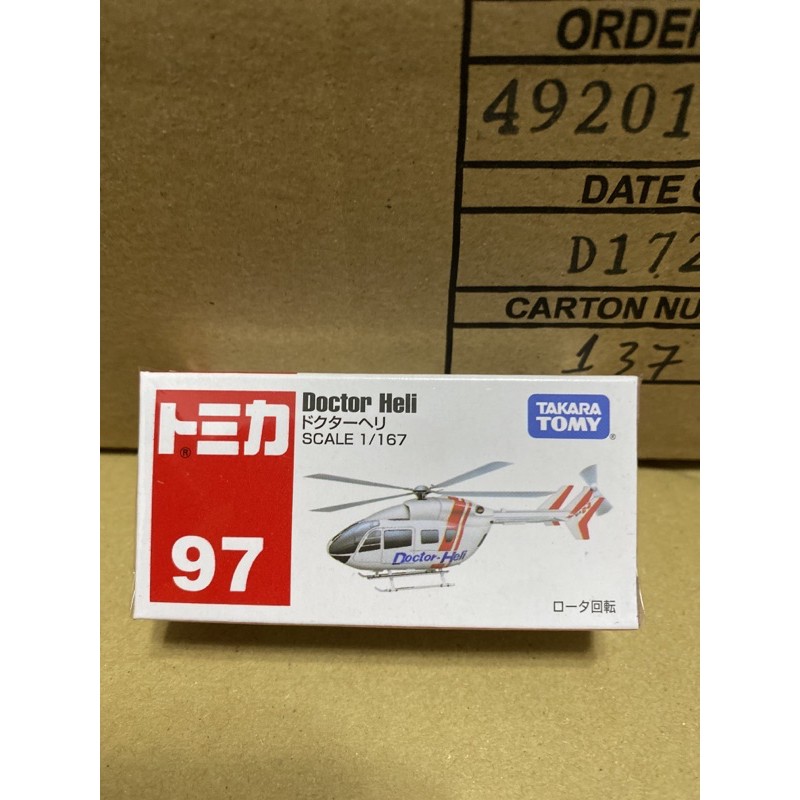 ORDER
49201
DATE
D172
CARTON NU
137
トミカ
®
97
Doctor Heli
ドクターヘリ
SCALE 1/167
TAKARA
TOMY
®
Doctor-Heli
ロータ回転